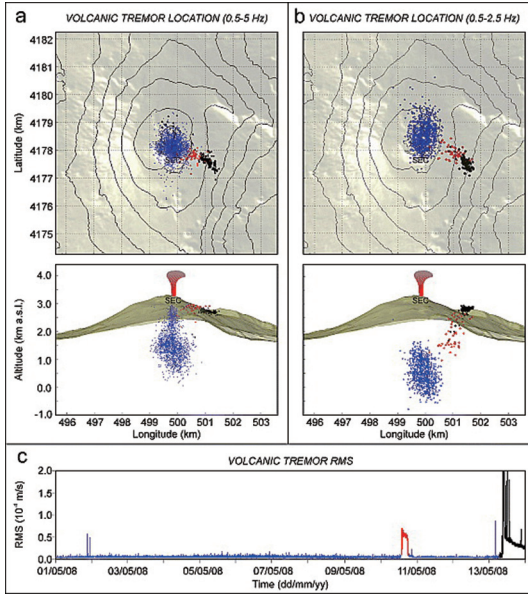 a
VOLCANIC TREMOR LOCATION (0.5-5 Hz)
Latitude (km)
4182
4180
4179
4178
4177
4176
4175
SEC
Altitude (km a.s.l.)
4.0
3.0
2.0
1.0
0.0
-1.0
SEC
496 497 498 499 500 501 502 503
Longitude (km)
b
VOLCANIC TREMOR LOCATION (0.5-2.5 Hz)
SEC
SEC
496 497 498 499 500 501 502 503
Longitude (km)
c
VOLCANIC TREMOR RMS
RMS (10⁻⁴ m/s)
2.0
1.5
1.0
0.5
0.0
01/05/08 03/05/08 05/05/08 07/05/08 09/05/08 11/05/08 13/05/08
Time (dd/mm/yy)